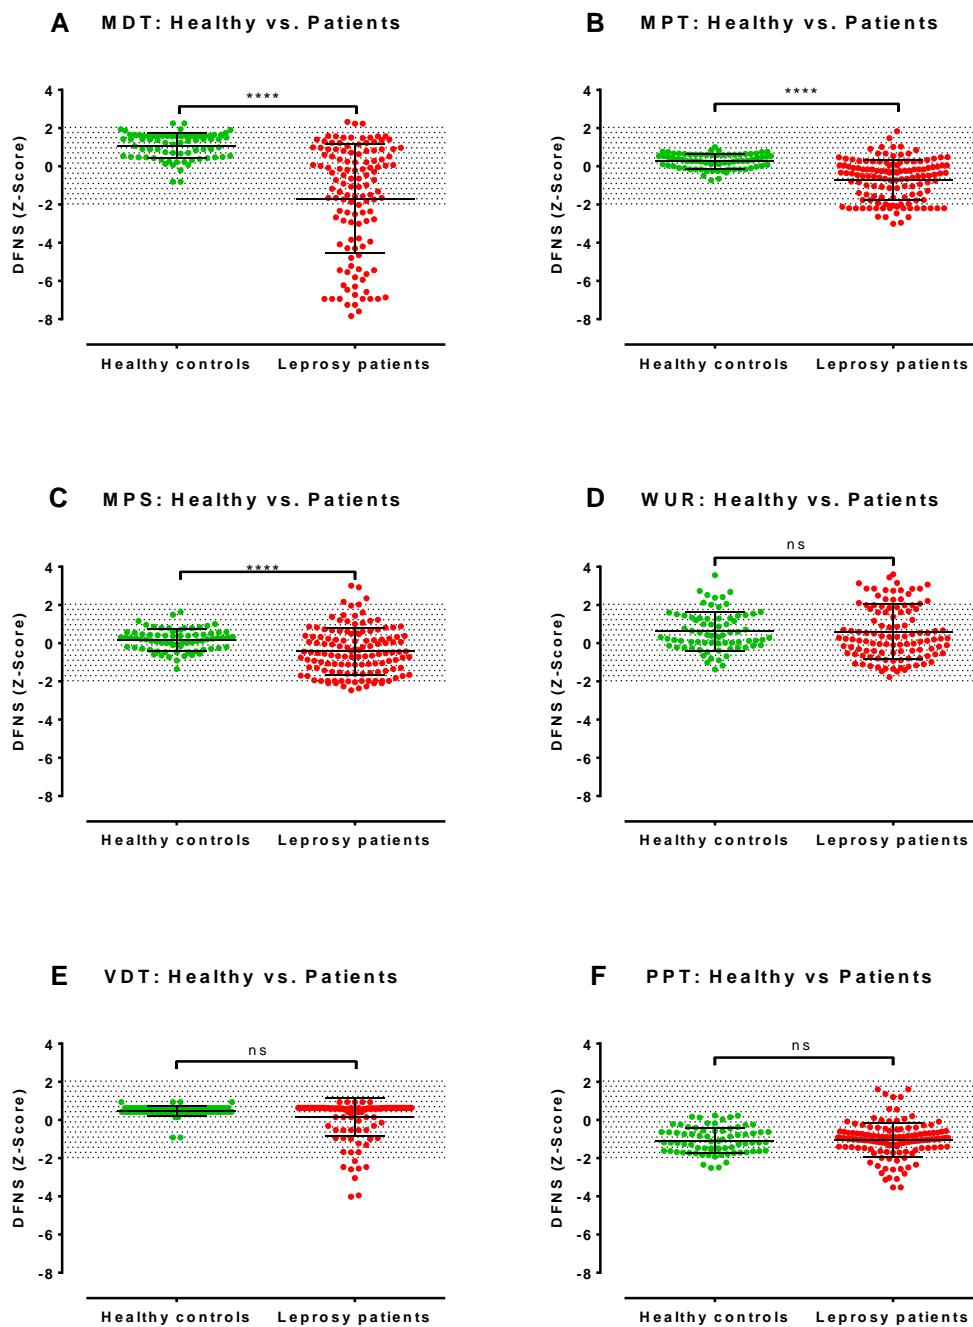 A MDT: Healthy vs. Patients
4
2
0
-2
-4
-6
-8
DFNS (Z-Score)
****
Healthy controls Leprosy patients
B MPT: Healthy vs. Patients
4
2
0
-2
-4
-6
-8
DFNS (Z-Score)
****
Healthy controls Leprosy patients
C MPS: Healthy vs. Patients
4
2
0
-2
-4
-6
-8
DFNS (Z-Score)
****
Healthy controls Leprosy patients
D WUR: Healthy vs. Patients
4
2
0
-2
-4
-6
-8
DFNS (Z-Score)
ns
Healthy controls Leprosy patients
E VDT: Healthy vs. Patients
4
2
0
-2
-4
-6
-8
DFNS (Z-Score)
ns
Healthy controls Leprosy patients
F PPT: Healthy vs Patients
4
2
0
-2
-4
-6
-8
DFNS (Z-Score)
ns
Healthy controls Leprosy patients